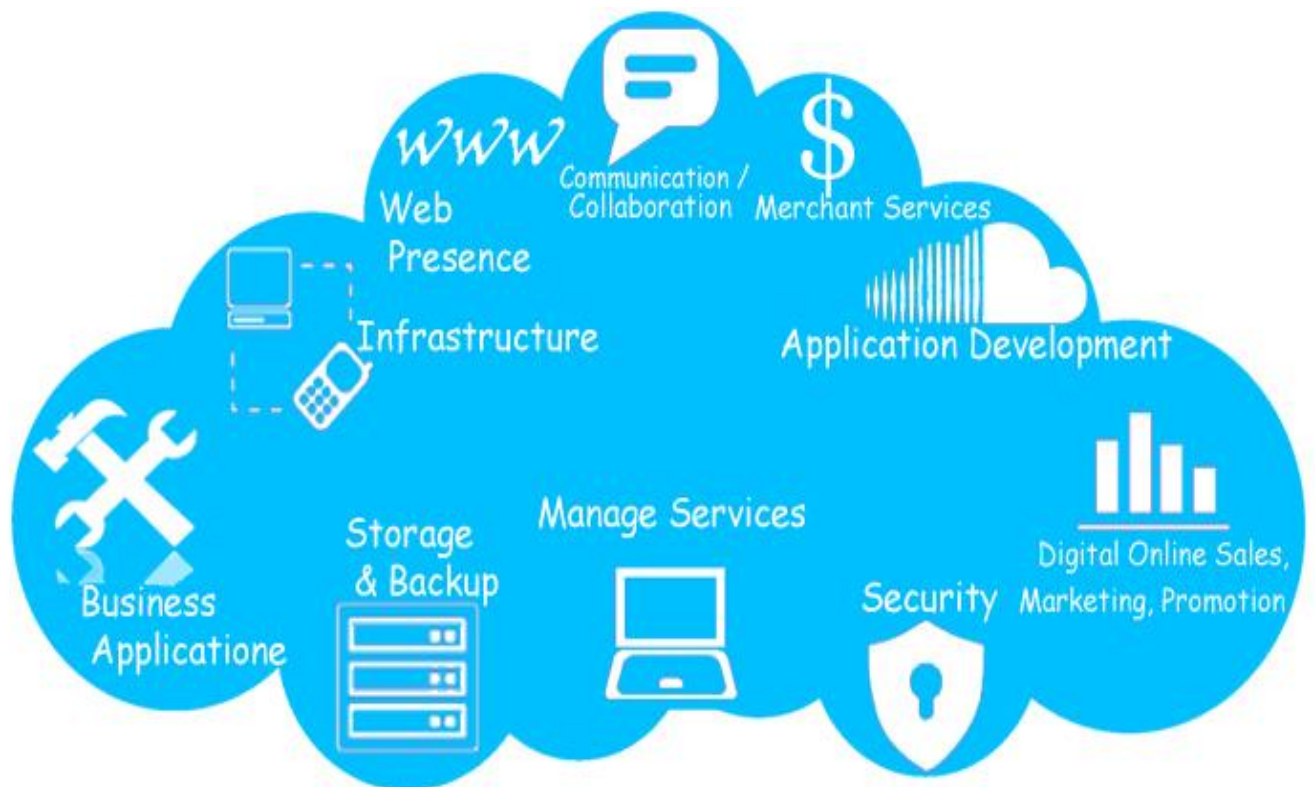 www
Web
Presence
Communication /
Collaboration
$
Merchant Services
Infrastructure
Application Development
Business
Applicatione
Storage
& Backup
Manage Services
Security
Digital Online Sales,
Marketing, Promotion